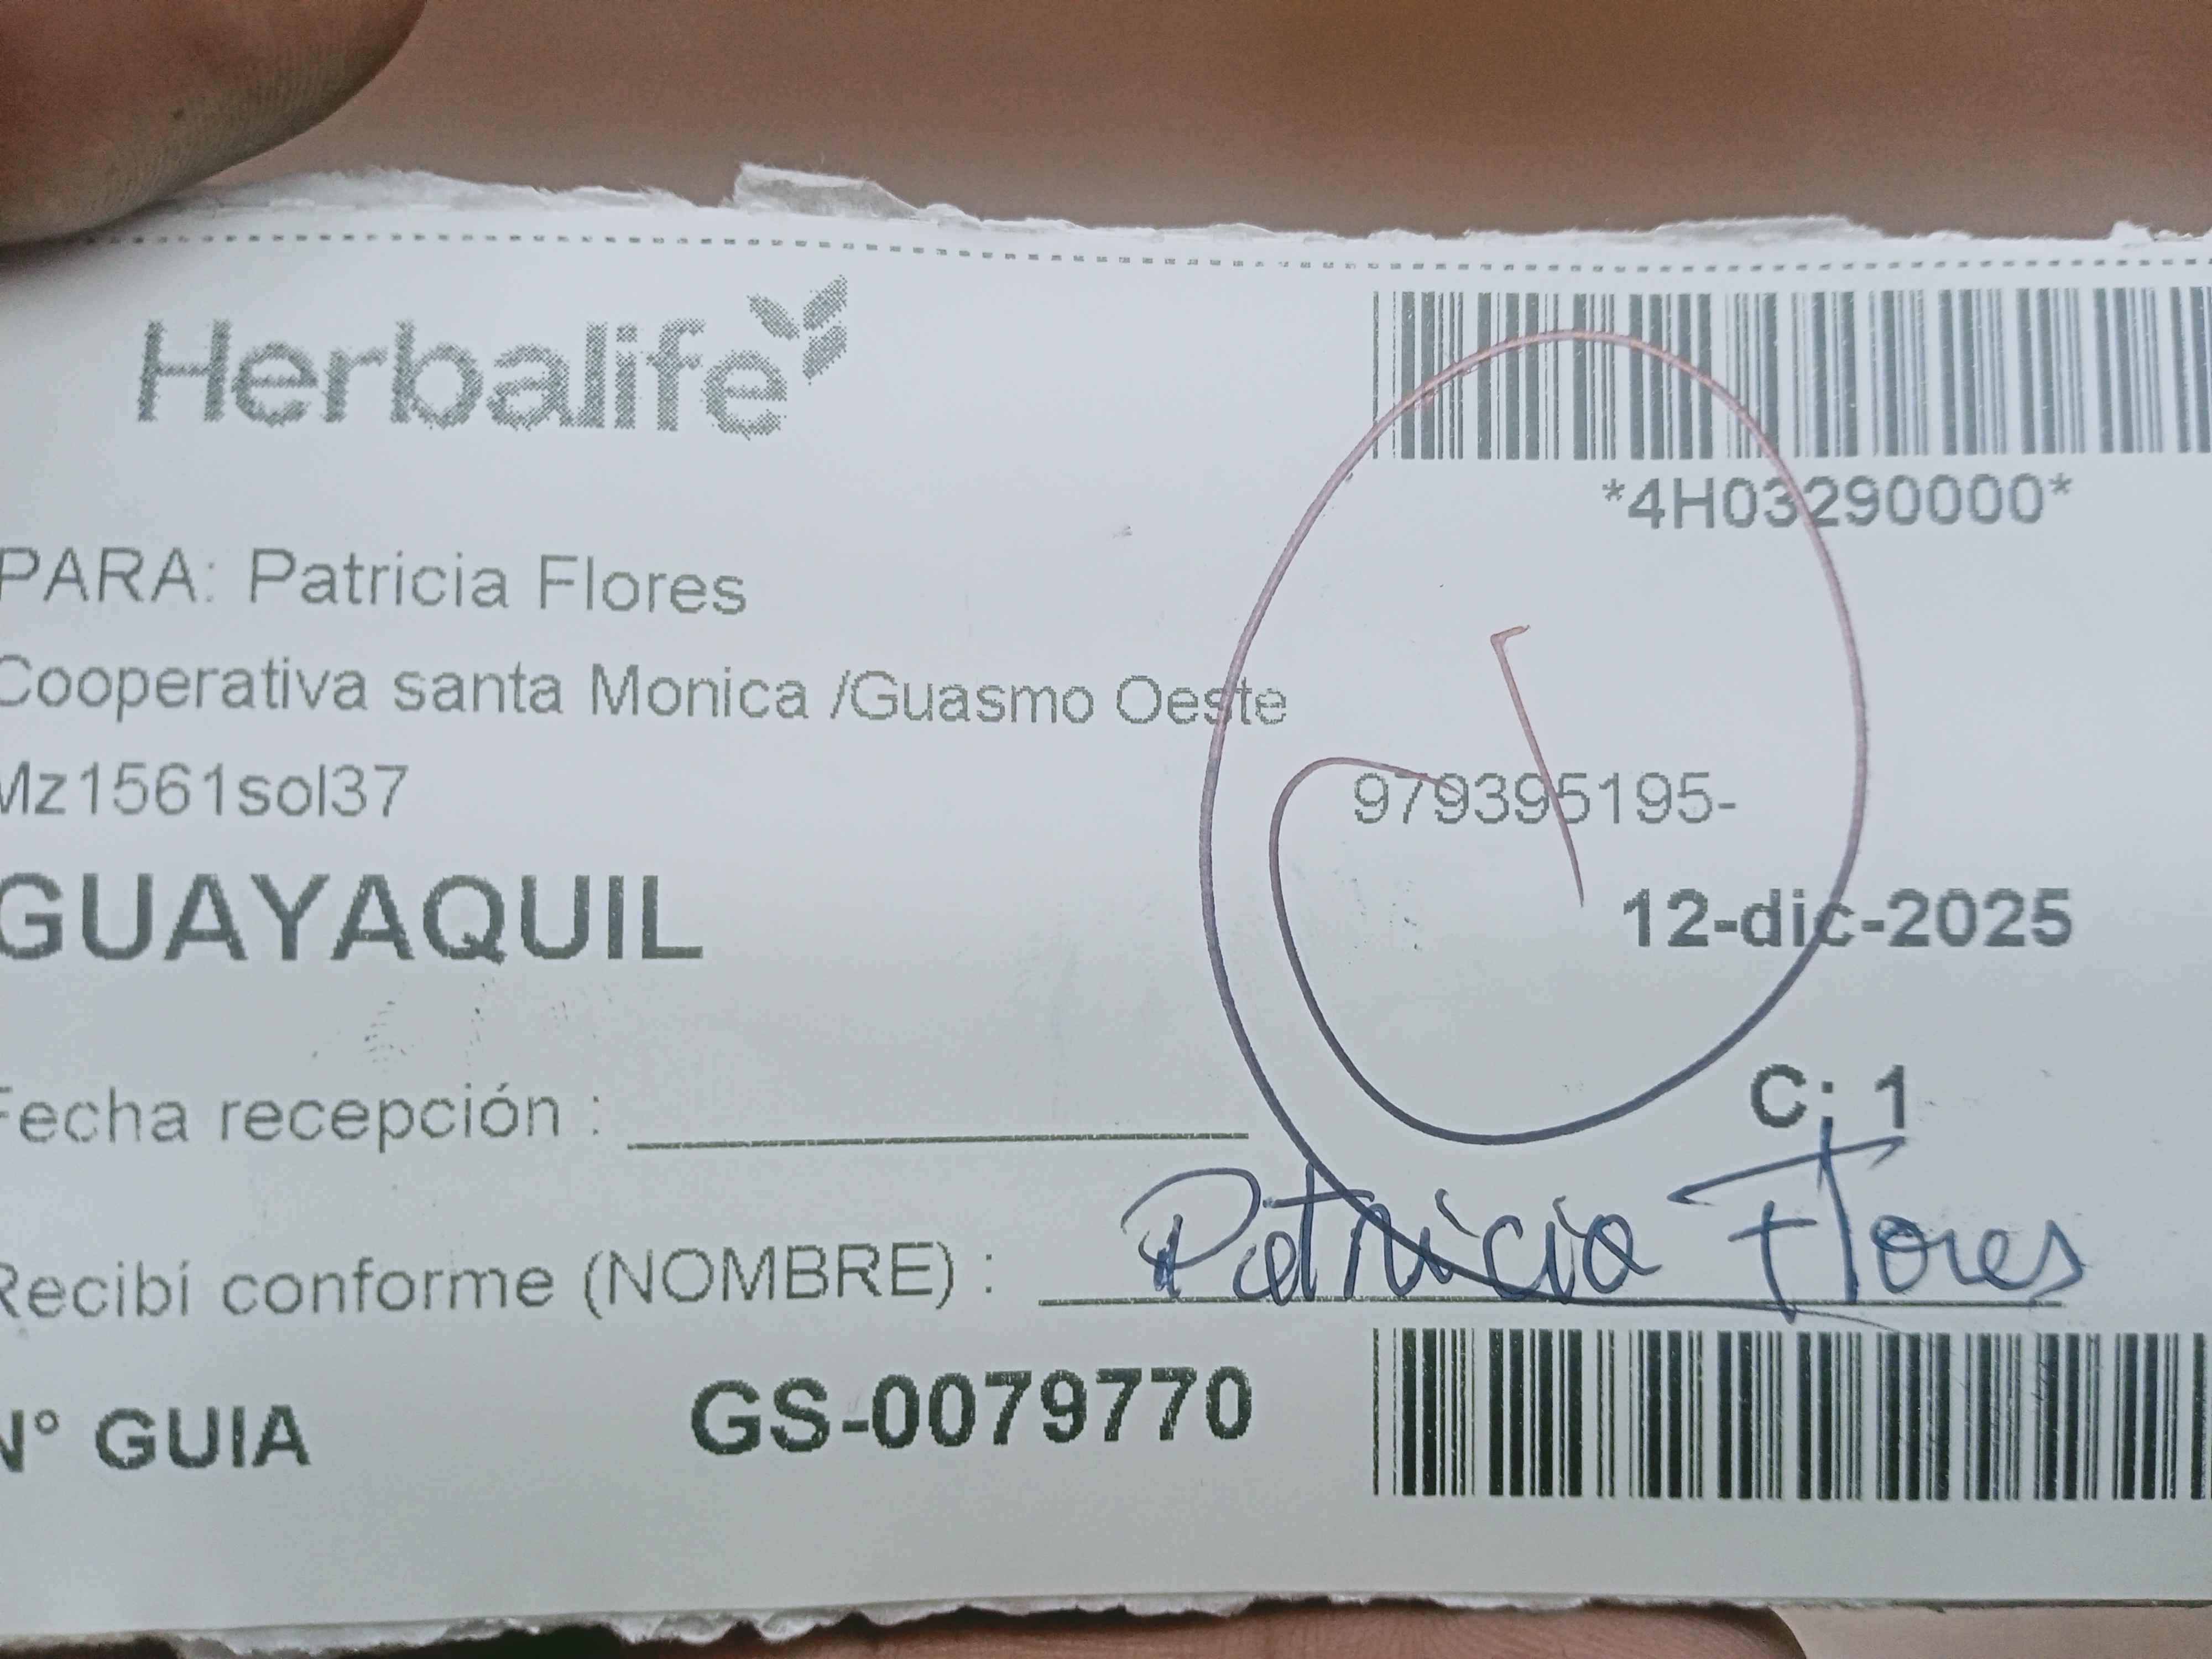 Herbalife
*4H03290000*
PARA: Patricia Flores
Cooperativa santa Monica /Guasmo Oeste
Mz1561sol37
979395195-
GUAYAQUIL
12-dic-2025
C: 1
Fecha recepción :
Recibí conforme (NOMBRE) : Patricia Flores
N° GUIA GS-0079770